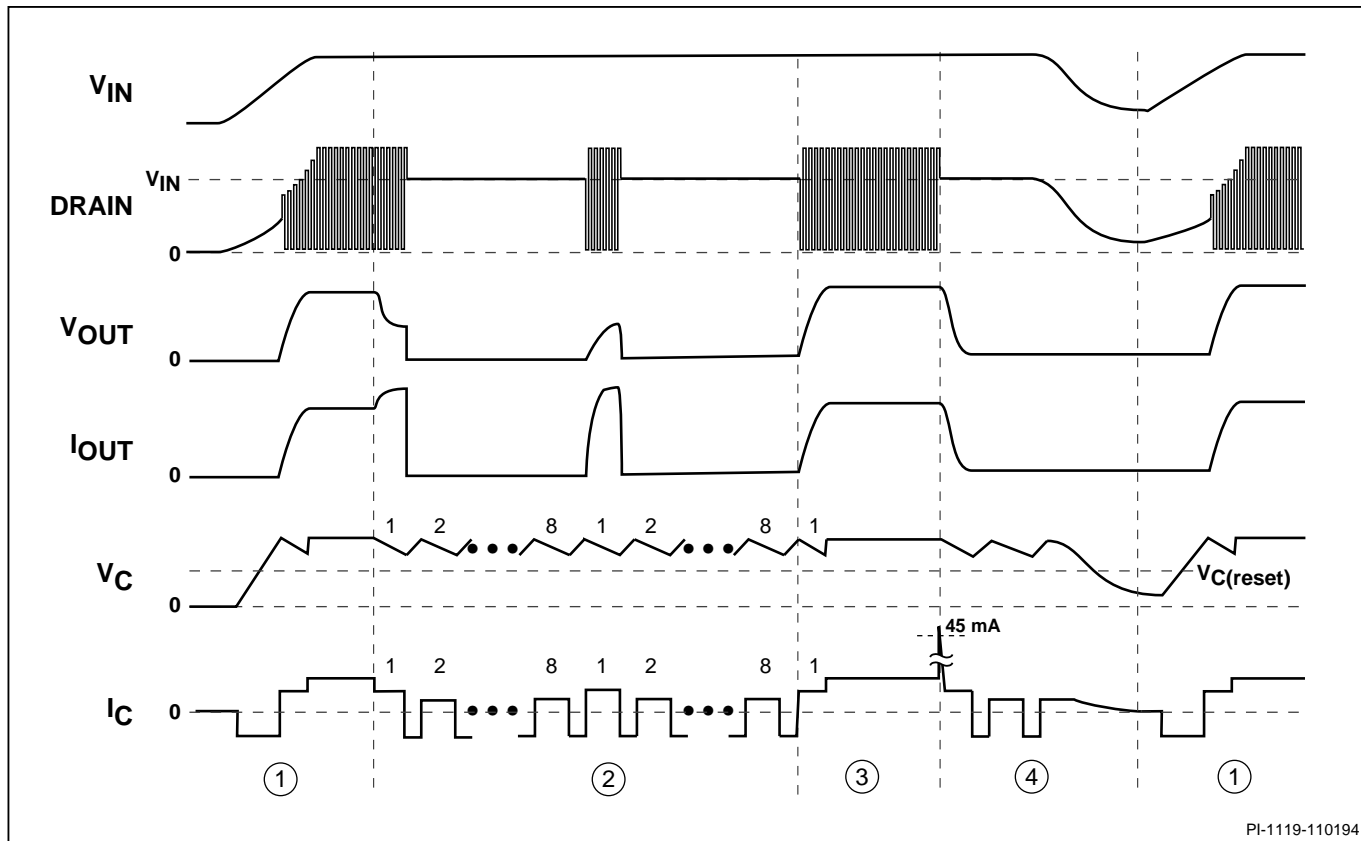 VIN
VIN
DRAIN
0
VOUT
0
IOUT
0
1 2 8 1 2 8 1
VC
VC(reset)
0
45 mA
1 2 8 1 2 8 1
IC
0
1 2 3 4 1
PI-1119-110194